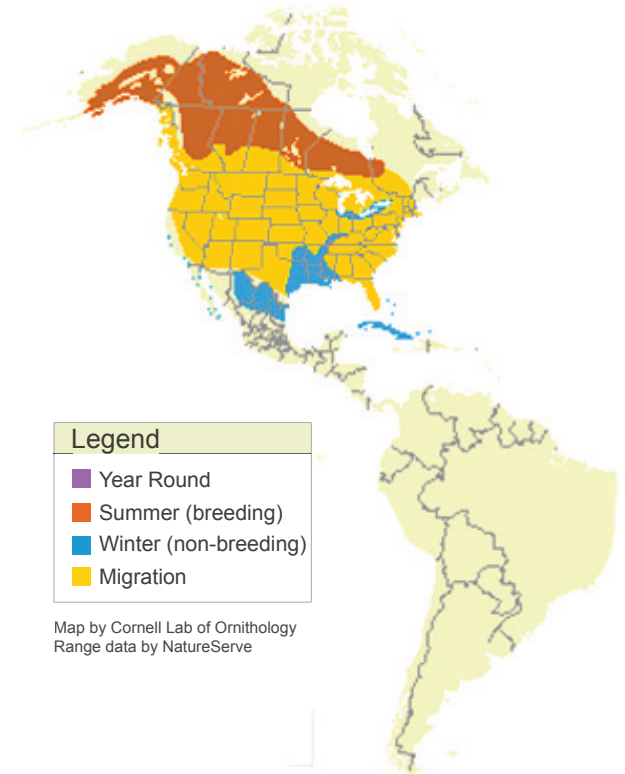 Legend
Year Round
Summer (breeding)
Winter (non-breeding)
Migration
Map by Cornell Lab of Ornithology
Range data by NatureServe